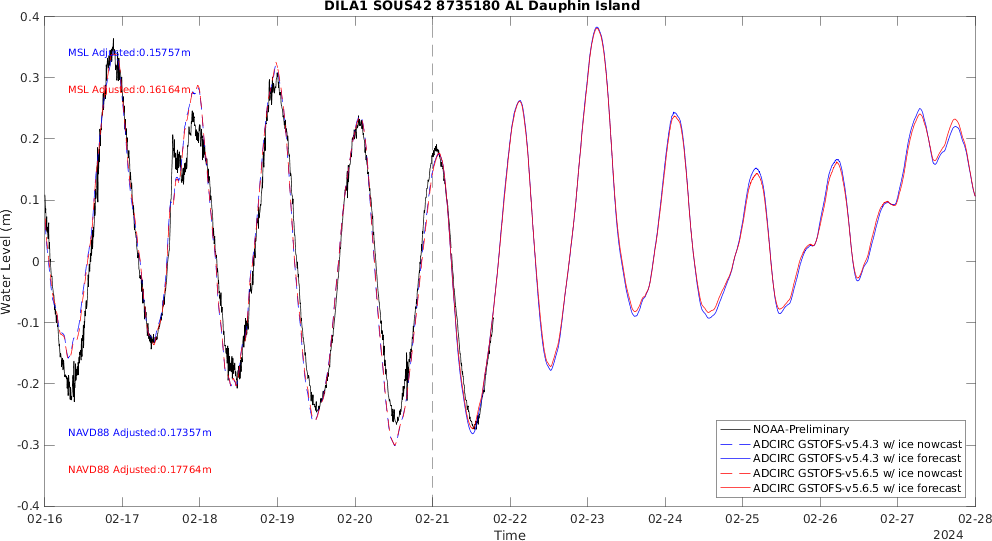 DILA1 SOUS42 8735180 AL Dauphin Island
MSL Adjusted:0.15757m
MSL Adjusted:0.16164m
NAVD88 Adjusted:0.17357m
NAVD88 Adjusted:0.17764m
Water Level (m)
0.4
0.3
0.2
0.1
0
-0.1
-0.2
-0.3
-0.4
NOAA-Preliminary
ADCIRC GSTOFS-v5.4.3 w/ ice nowcast
ADCIRC GSTOFS-v5.4.3 w/ ice forecast
ADCIRC GSTOFS-v5.6.5 w/ ice nowcast
ADCIRC GSTOFS-v5.6.5 w/ ice forecast
02-16 02-17 02-18 02-19 02-20 02-21 02-22 02-23 02-24 02-25 02-26 02-27 02-28
Time
2024